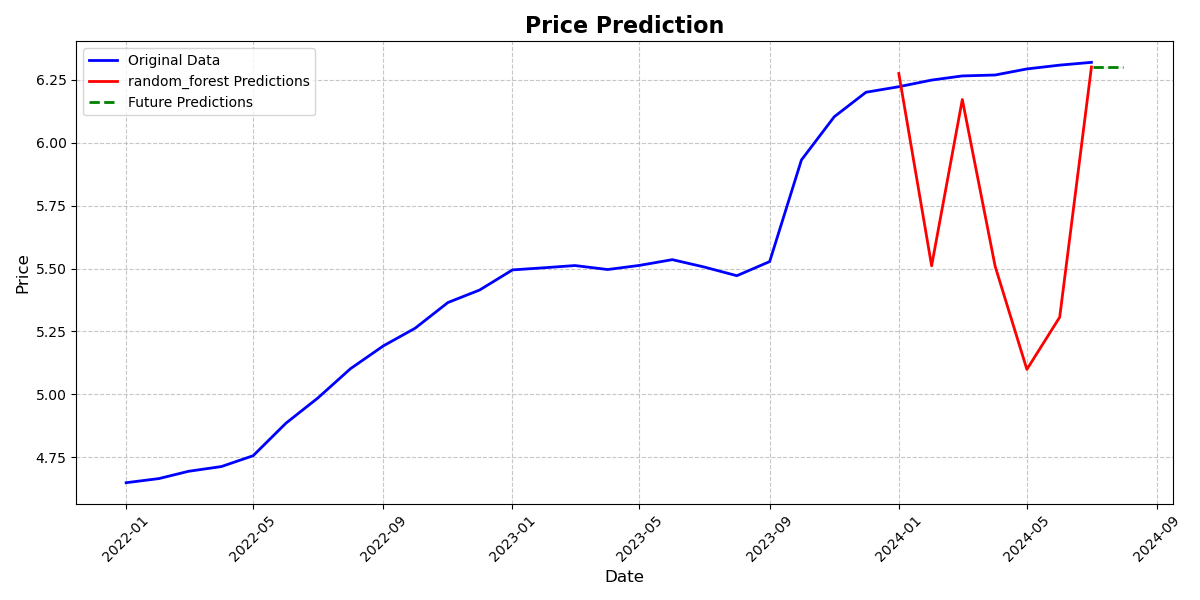 Price Prediction
Original Data
random_forest Predictions
Future Predictions
Price
6.25
6.00
5.75
5.50
5.25
5.00
4.75
2022-01
2022-05
2022-09
2023-01
2023-05
2023-09
2024-01
2024-05
2024-09
Date